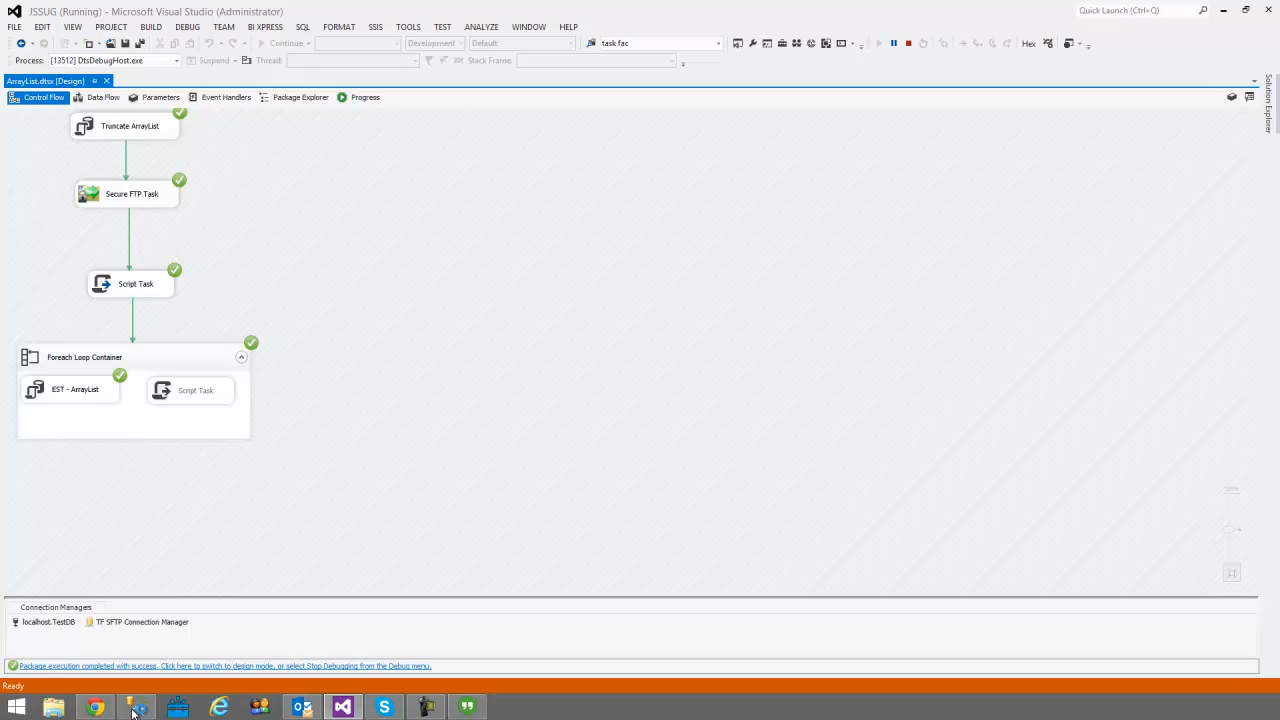 JSSUG (Running) - Microsoft Visual Studio (Administrator)
Quick Launch (Ctrl+Q)
FILE EDIT VIEW PROJECT BUILD DEBUG TEAM BI XPRESS SQL FORMAT SSIS TOOLS TEST ANALYZE WINDOW HELP
Continue Development Default task fac Hex
Process: [13512] DtsDebugHost.exe Suspend Thread: Stack Frame:
ArrayList.dtsx [Design]
Solution Explorer
Control Flow Data Flow Parameters Event Handlers Package Explorer Progress
Truncate ArrayList
Secure FTP Task
Script Task
Foreach Loop Container
EST - ArrayList Script Task
Connection Managers
localhost.TestDB TF SFTP Connection Manager
Package execution completed with success. Click here to switch to design mode, or select Stop Debugging from the Debug menu.
Ready